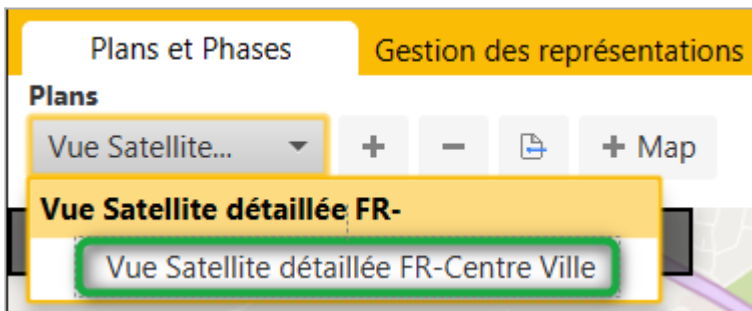 Plans et Phases Gestion des représentations
Plans
Vue Satellite... + − + Map
Vue Satellite détaillée FR-
Vue Satellite détaillée FR-Centre Ville